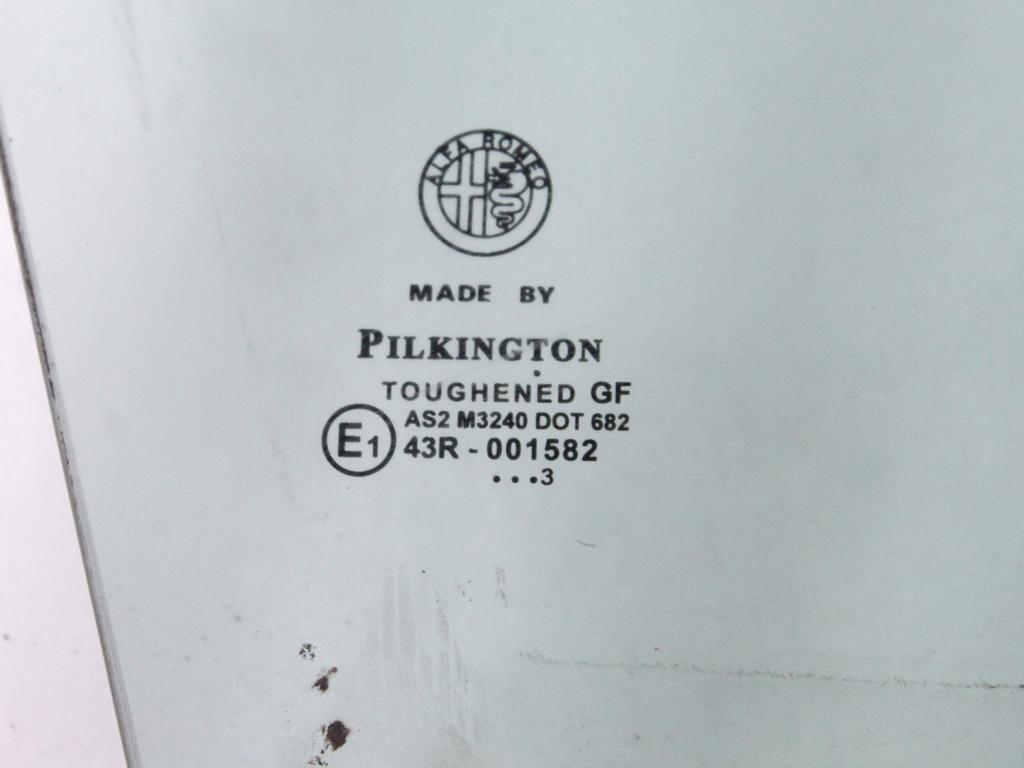 ALFA ROMEO
MADE BY
PILKINGTON
TOUGHENED GF
AS2 M3240 DOT 682
E1 43R - 001582
•••3